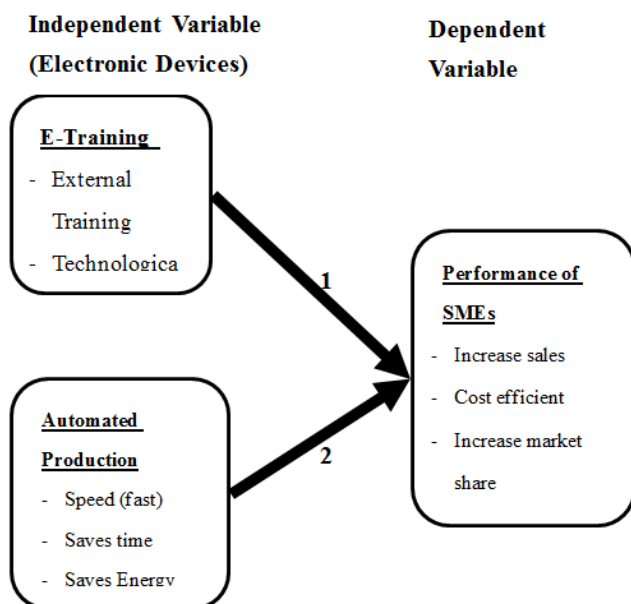 Independent Variable
(Electronic Devices)
Dependent
Variable
E-Training
- External
Training
- Technologica
1
Performance of
SMEs
- Increase sales
- Cost efficient
- Increase market
share
Automated
Production
- Speed (fast)
- Saves time
- Saves Energy
2